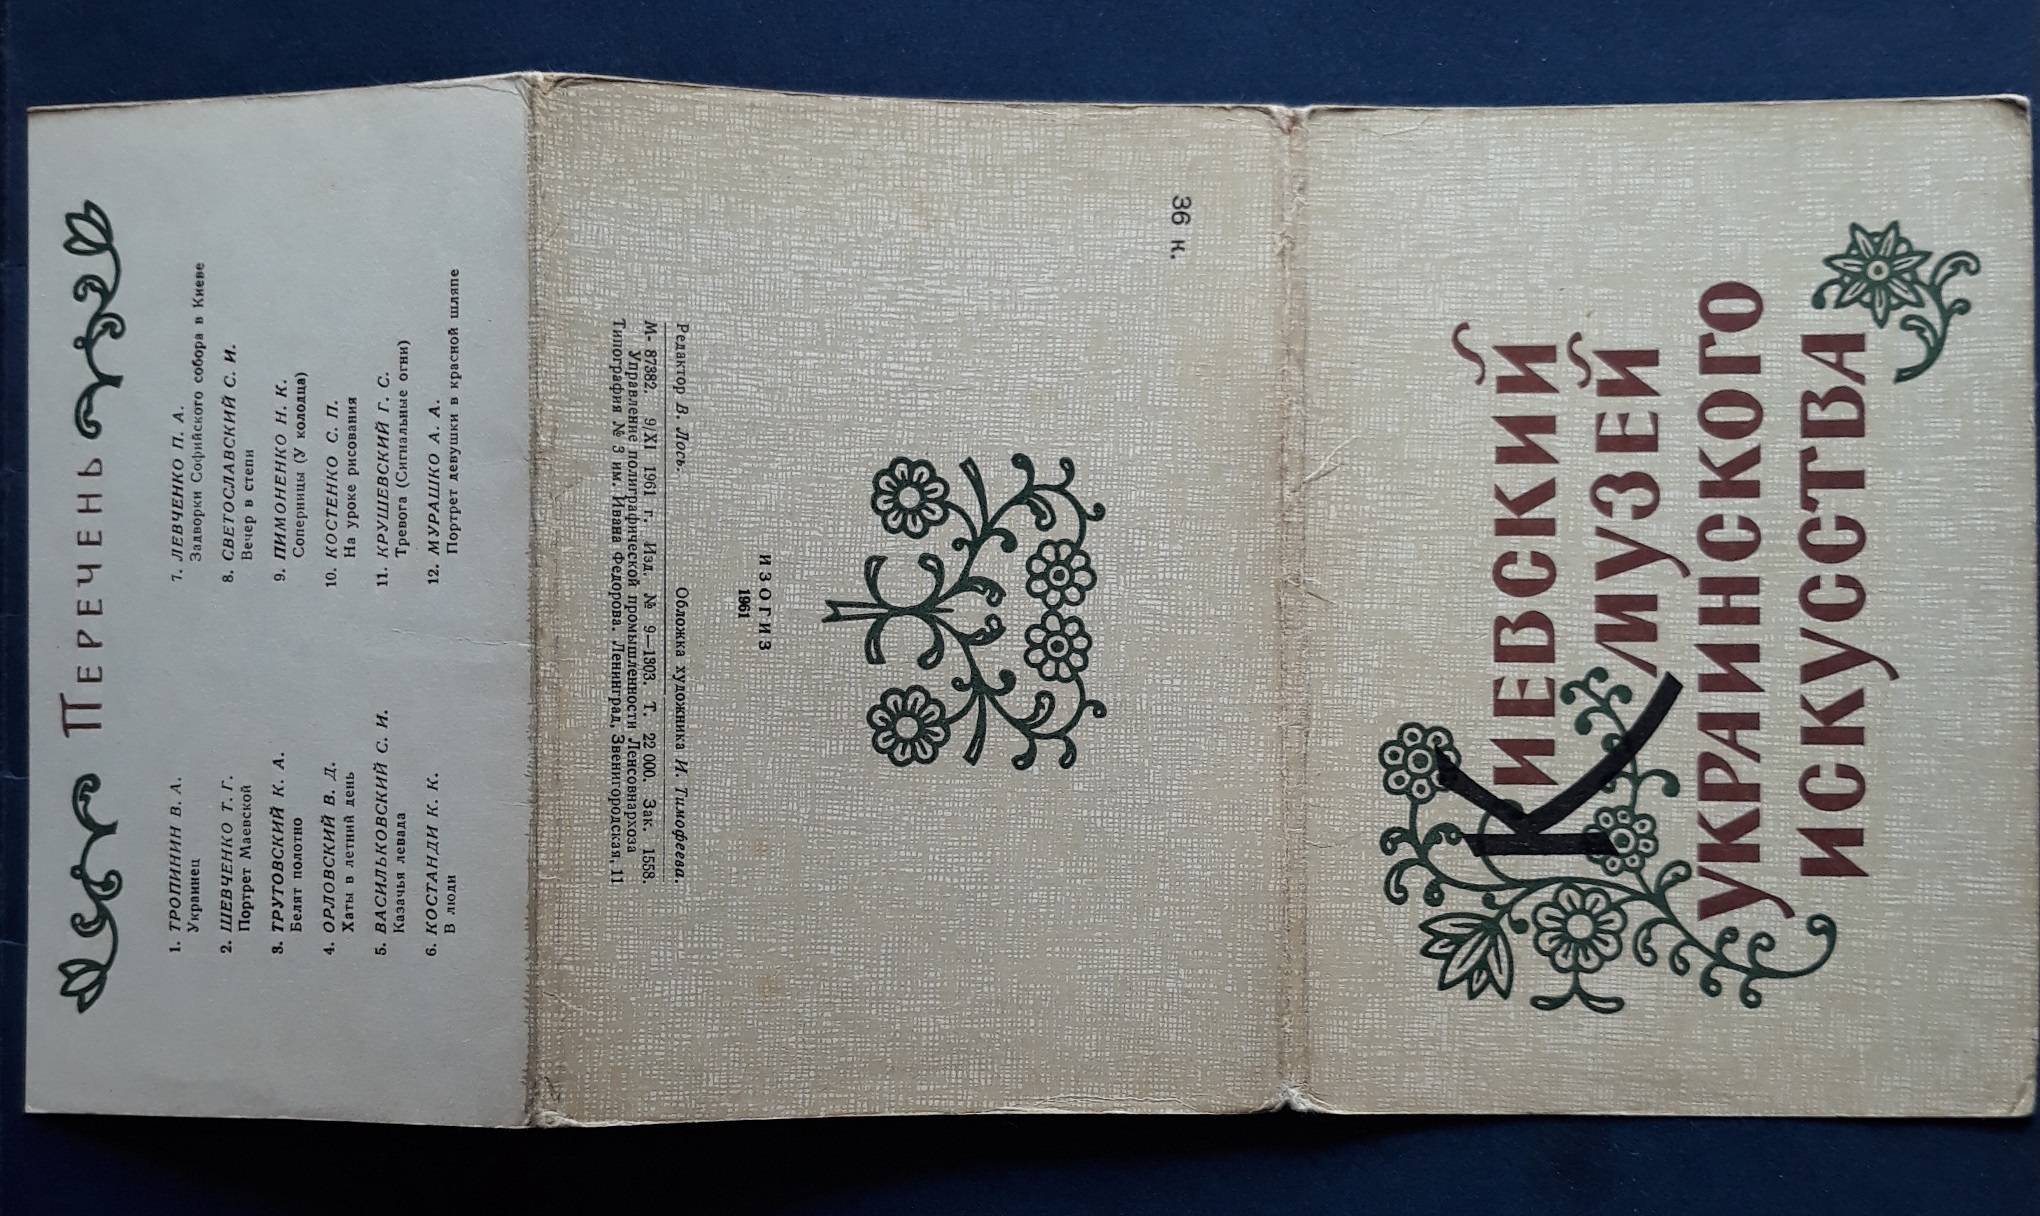 Киевский
музей
украинского
искусства
36 к.
ИЗОГИЗ
1961
Редактор В. Лось. Обложка художника И. Тимофеева.
М- 87382. 9/XI 1961 г. Изд. № 9—1303. Т. 22 000. Зак. 1558.
Управление полиграфической промышленности Ленсовнархоза
Типография № 3 им. Ивана Федорова. Ленинград, Звенигородская, 11
Перечень
1. ТРОПИНИН В. А.
Украинец
2. ШЕВЧЕНКО Т. Г.
Портрет Маевской
3. ТРУТОВСКИЙ К. А.
Белят полотно
4. ОРЛОВСКИЙ В. Д.
Хаты в летний день
5. ВАСИЛЬКОВСКИЙ С. И.
Казачья левада
6. КОСТАНДИ К. К.
В люди
7. ЛЕВЧЕНКО П. А.
Задворки Софийского собора в Киеве
8. СВЕТОСЛАВСКИЙ С. И.
Вечер в степи
9. ПИМОНЕНКО Н. К.
Соперницы (У колодца)
10. КОСТЕНКО С. П.
На уроке рисования
11. КРУШЕВСКИЙ Г. С.
Тревога (Сигнальные огни)
12. МУРАШКО А. А.
Портрет девушки в красной шляпе